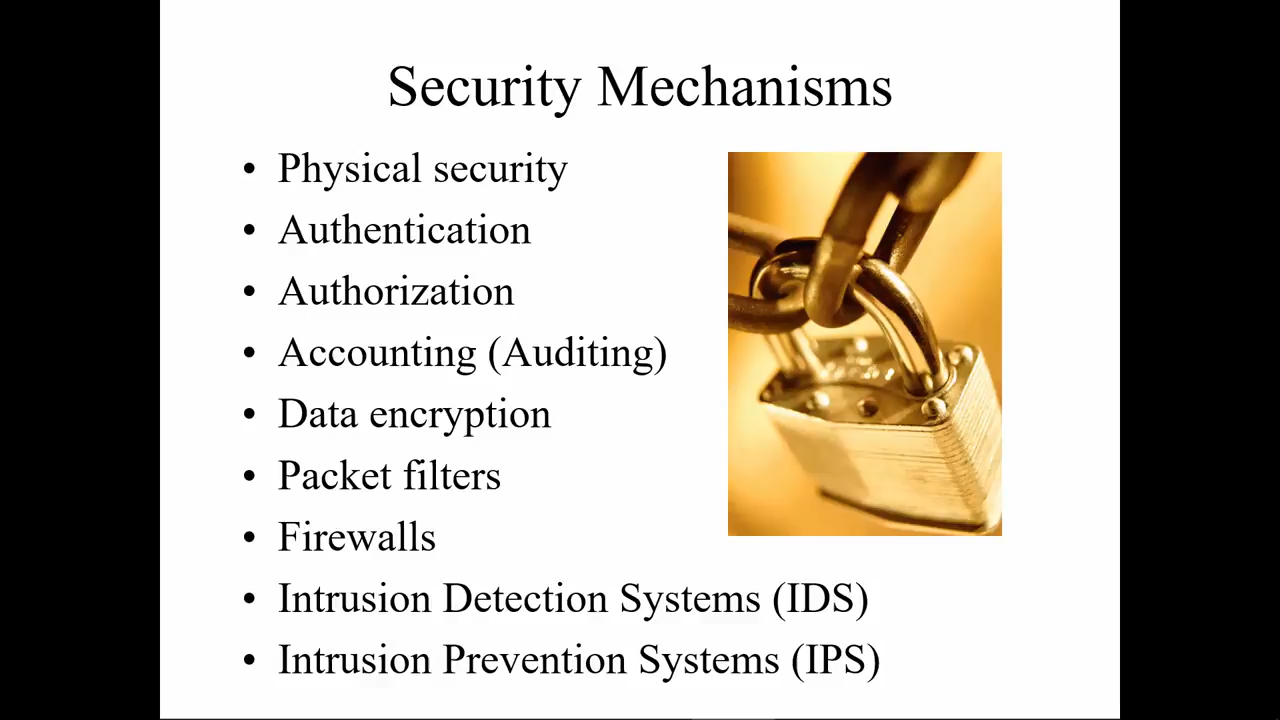 Security Mechanisms
• Physical security
• Authentication
• Authorization
• Accounting (Auditing)
• Data encryption
• Packet filters
• Firewalls
• Intrusion Detection Systems (IDS)
• Intrusion Prevention Systems (IPS)